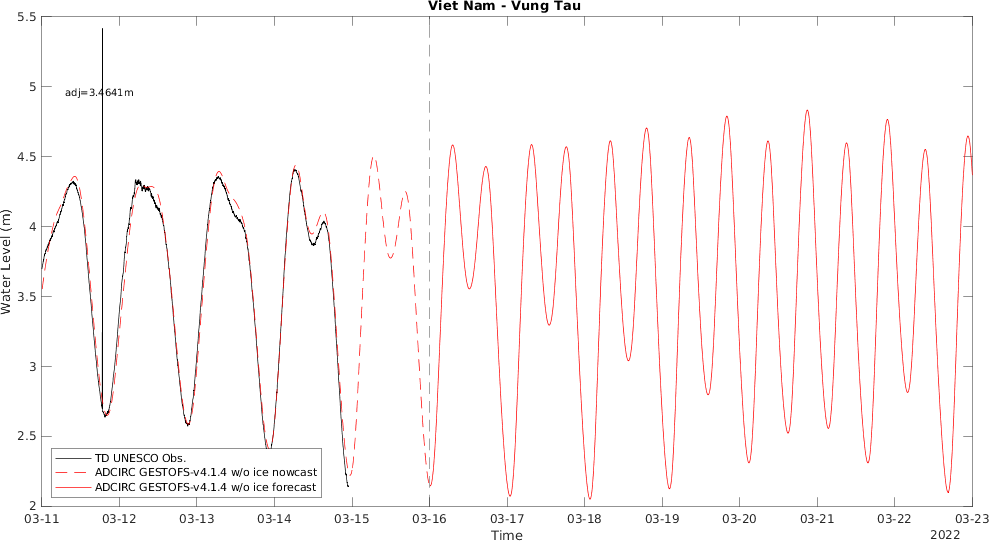 Viet Nam - Vung Tau
5.5
5
4.5
4
3.5
3
2.5
2
Water Level (m)
adj=3.4641m
TD UNESCO Obs.
ADCIRC GESTOFS-v4.1.4 w/o ice nowcast
ADCIRC GESTOFS-v4.1.4 w/o ice forecast
03-11 03-12 03-13 03-14 03-15 03-16 03-17 03-18 03-19 03-20 03-21 03-22 03-23
Time
2022